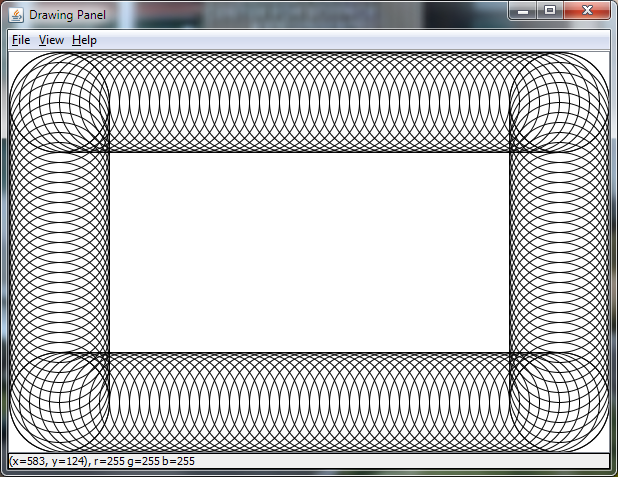 Drawing Panel
File View Help
(x=583, y=124), r=255 g=255 b=255